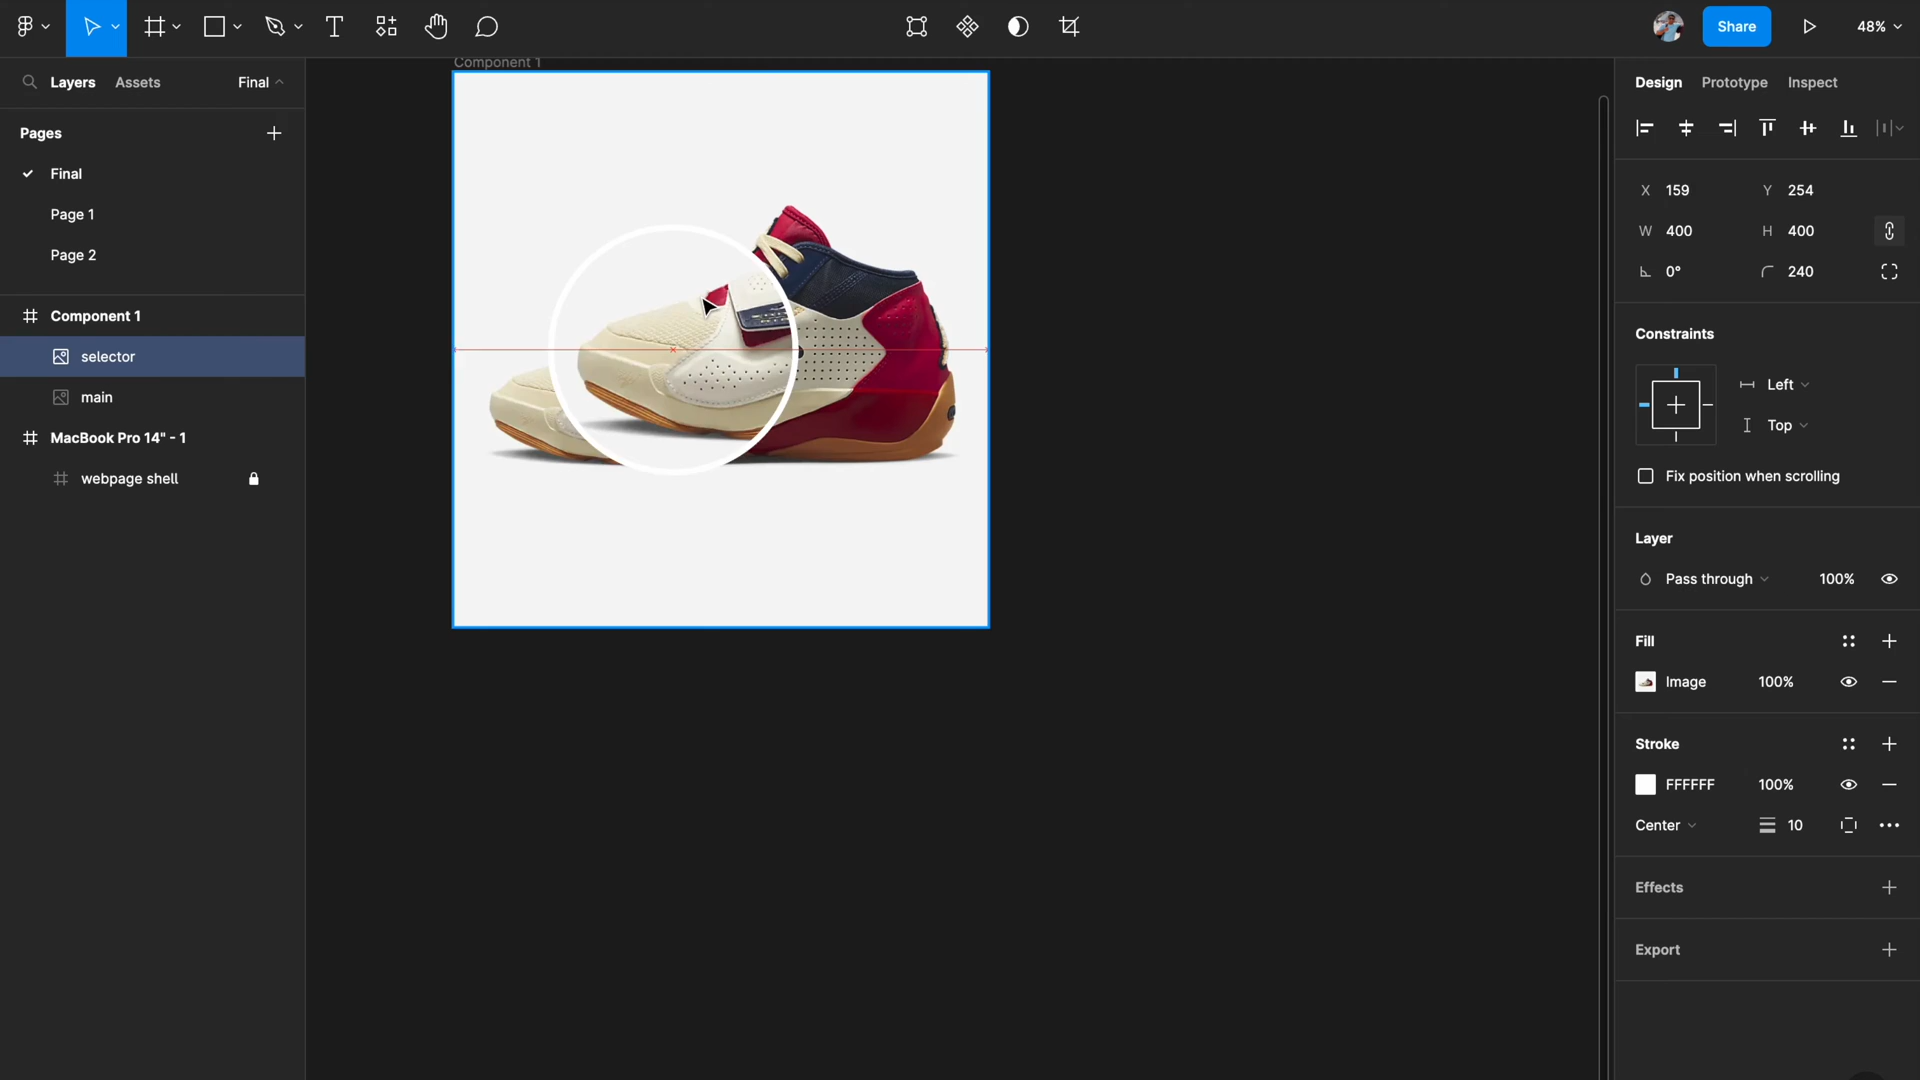 T
Share
48%
Layers
Assets
Final
Pages
Final
Page 1
Page 2
Component 1
selector
main
MacBook Pro 14" - 1
webpage shell
Component 1
Design
Prototype
Inspect
X 159
Y 254
W 400
H 400
0°
240
Constraints
Left
Top
Fix position when scrolling
Layer
Pass through
100%
Fill
Image
100%
Stroke
FFFFFF
100%
Center
10
Effects
Export